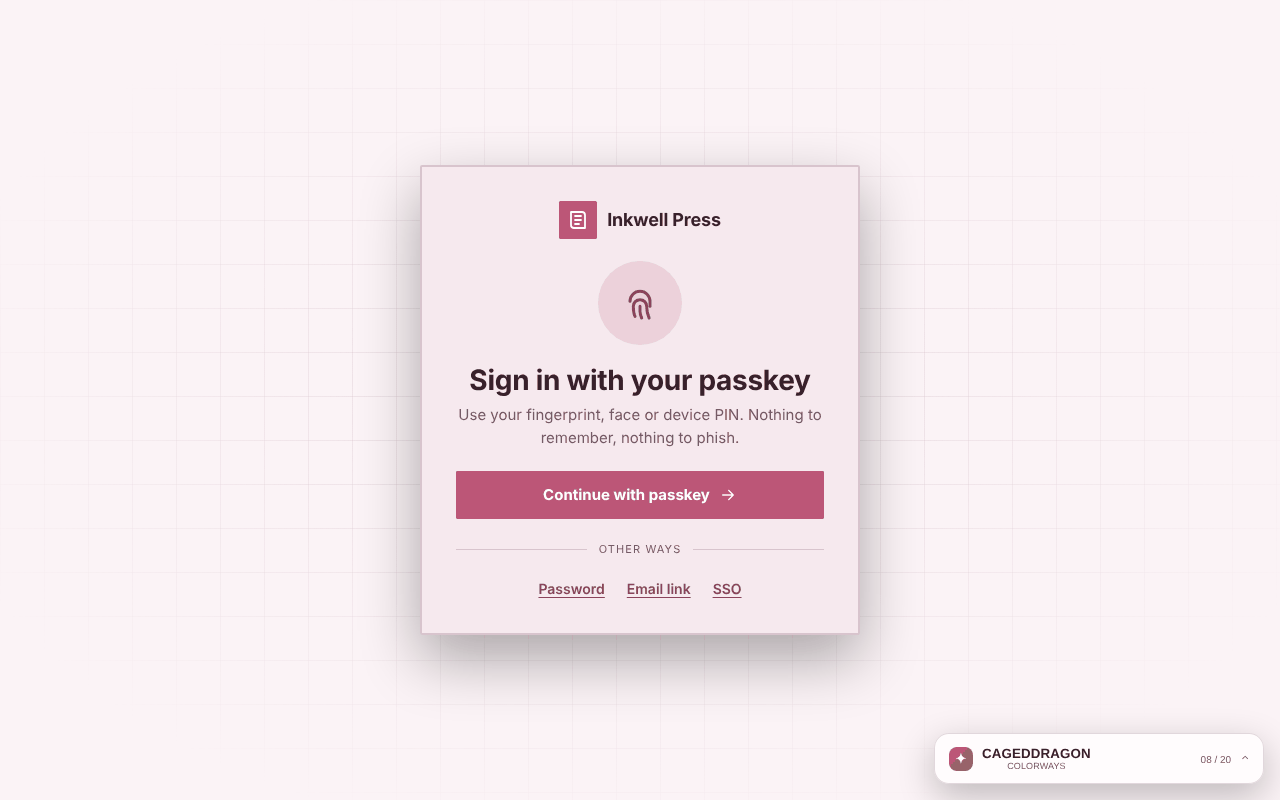 Inkwell Press
Sign in with your passkey
Use your fingerprint, face or device PIN. Nothing to
remember, nothing to phish.
Continue with passkey →
OTHER WAYS
Password Email link SSO
CAGEDDRAGON
COLORWAYS
08 / 20